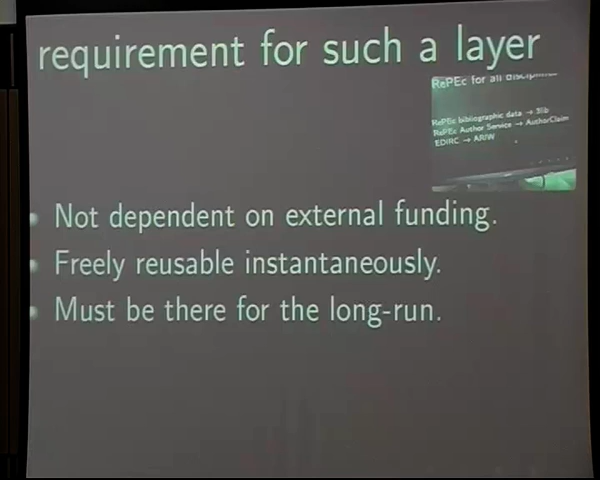 requirement for such a layer
RePEc for all disciplines
RePEc bibliographic data → 3lib
RePEc Author Service → AuthorClaim
EDIRC → ARIW
Not dependent on external funding.
Freely reusable instantaneously.
Must be there for the long-run.